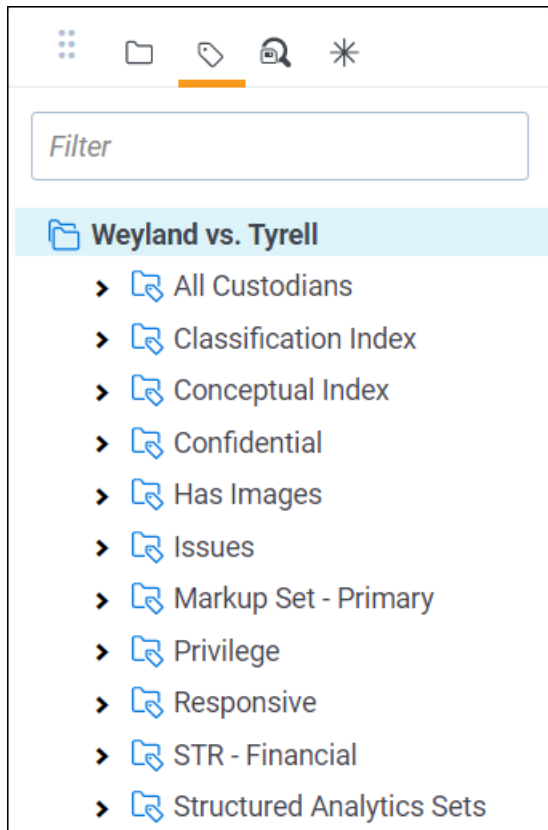 Filter
Weyland vs. Tyrell
All Custodians
Classification Index
Conceptual Index
Confidential
Has Images
Issues
Markup Set - Primary
Privilege
Responsive
STR - Financial
Structured Analytics Sets